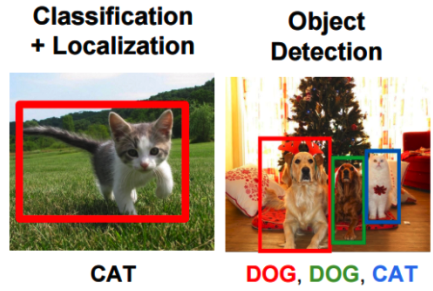 Classification
+ Localization
Object
Detection
CAT
DOG, DOG, CAT